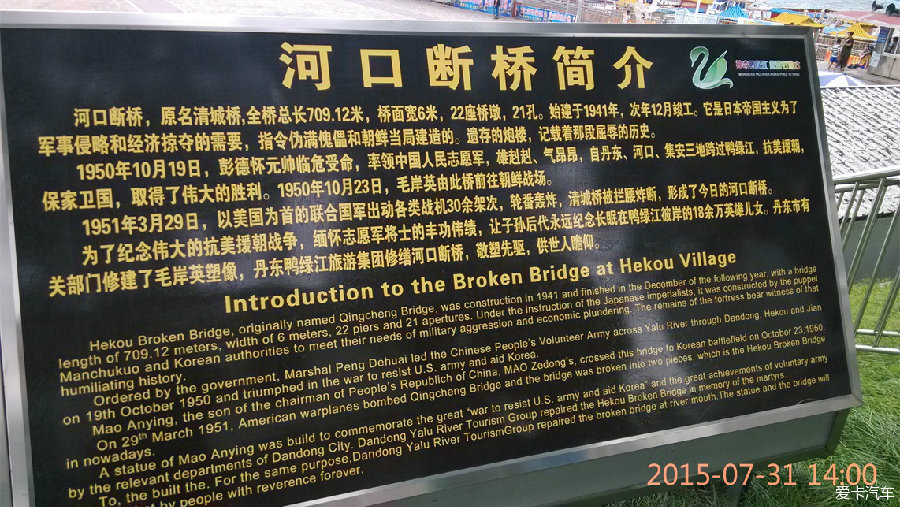 河口断桥简介
河口断桥，原名清城桥,全桥总长709.12米，桥面宽6米，22座桥墩，21孔。始建于1941年，次年12月竣工。它是日本帝国主义为了
军事侵略和经济掠夺的需要，指令伪满傀儡和朝鲜当局建造的。遗存的炮楼，记载着那段屈辱的历史。
1950年10月19日，彭德怀元帅临危受命，率领中国人民志愿军，雄赳赳、气昂昂，自丹东、河口、集安三地跨过鸭绿江，抗美援朝，
保家卫国，取得了伟大的胜利。1950年10月23日，毛岸英由此桥前往朝鲜战场。
1951年3月29日，以美国为首的联合国军出动各类战机30余架次，轮番轰炸，清城桥被拦腰炸断，形成了今日的河口断桥。
为了纪念伟大的抗美援朝战争，缅怀志愿军将士的丰功伟绩，让子孙后代永远纪念长眠在鸭绿江彼岸的18余万英雄儿女。丹东市有
关部门修建了毛岸英塑像，丹东鸭绿江旅游集团修缮河口断桥，敬塑先驱，供世人瞻仰。
Introduction to the Broken Bridge at Hekou Village
Hekou Broken Bridge, originally named Qingcheng Bridge, was construction in 1941 and finished in the December of the following year, with a bridge
length of 709.12 meters, width of 6 meters, 22 piers and 21 apertures. Under the instruction of the Japenese imperialists, it was constructed by the puppet
Manchukuo and Korean authorities to meet their needs of military aggression and economic plundering. The remains of the fortress bear witness of that
humiliating history.
Ordered by the government, Marshal Peng Dehuai led the Chinese People's Volunteer Army across Yalu River through Dandong, Hekou and Jian
on 19th October 1950 and triumphed in the war to resist U.S. army and aid Korea.
Mao Anying, the son of the chairman of People's Republich of China, MAO Zedong's, crossed this bridge to Korean battlefield on October 23,1950.
On 29th March 1951, American warplanes bombed Qingcheng Bridge and the bridge was broken into two pieces, which is the Hekou Broken Bridge
in nowadays.
A statue of Mao Anying was build to commemorate the great "war to resist U.S. army and aid Korea" and the great achievements of voluntary army
by the relevant departments of Dandong City. Dandong Yalu River Tourism Group repaired the Hekou Broken Bridge in memory of the martyrs.
To, the built the. For the same purpose,Dandong Yalu River TourismGroup repaired the broken bridge at river mouth.The statue and the bridge will
by people with reverence forever.
2015-07-31 14:00
爱卡汽车